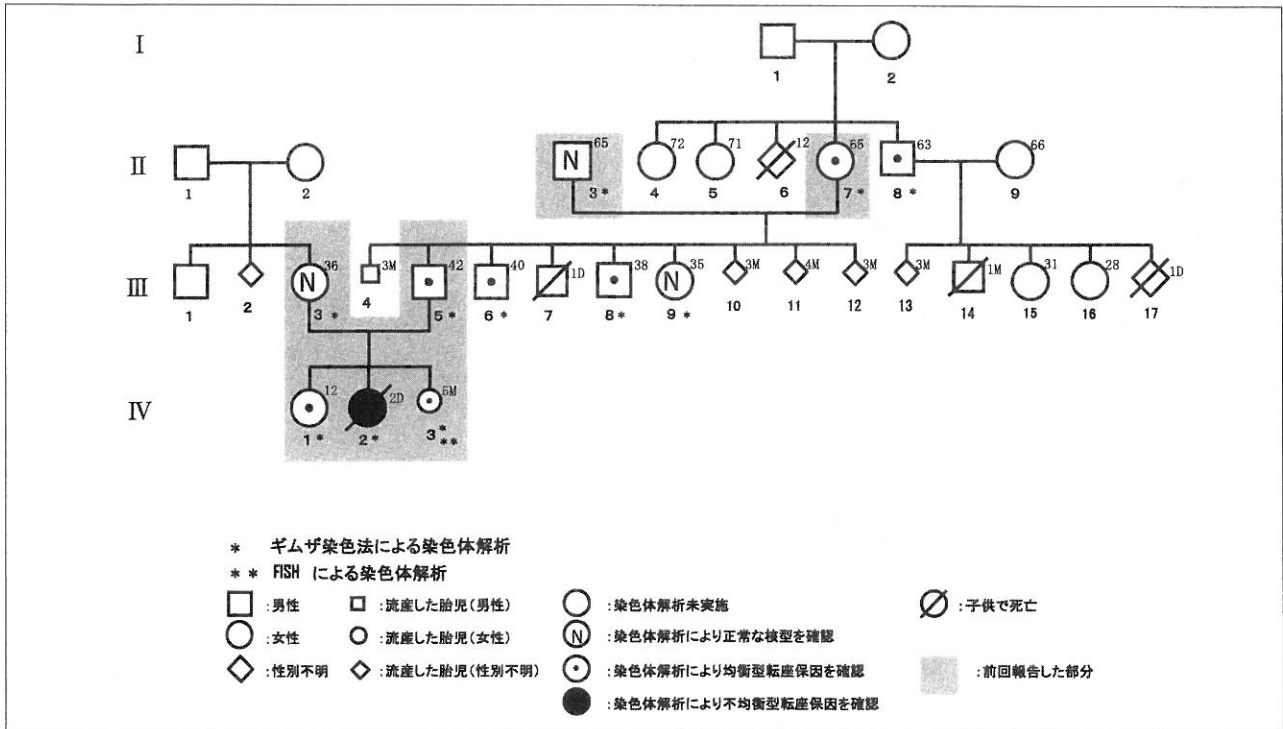 I
1
2
II
1
2
N 65
3 *
72
4
71
5
12
6
65
7 *
63
8 *
66
9
III
1
2
N 36
3 *
3M
4
42
5 *
40
6 *
1D
7
38
8 *
N 35
9 *
3M
10
4M
11
3M
12
3M
13
1M
14
31
15
28
16
1D
17
IV
12
1 *
2D
2 *
5M
3 *
**
* ギムザ染色法による染色体解析
** FISH による染色体解析
:男性
:流産した胎児(男性)
:染色体解析未実施
:子供で死亡
:女性
:流産した胎児(女性)
N :染色体解析により正常な核型を確認
:性別不明
:流産した胎児(性別不明)
:染色体解析により均衡型転座保因を確認
:前回報告した部分
:染色体解析により不均衡型転座保因を確認